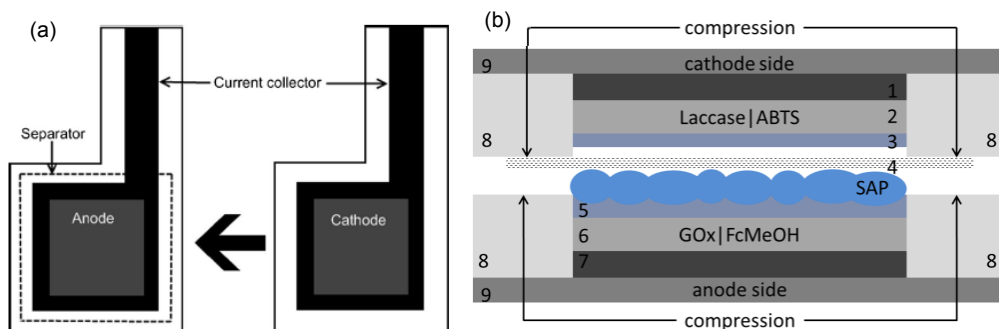 (a)
Current collector
Separator
Anode
Cathode
(b)
compression
9
cathode side
1
Laccase|ABTS
2
3
8
8
4
SAP
5
6
GOx|FcMeOH
7
8
8
9
anode side
compression